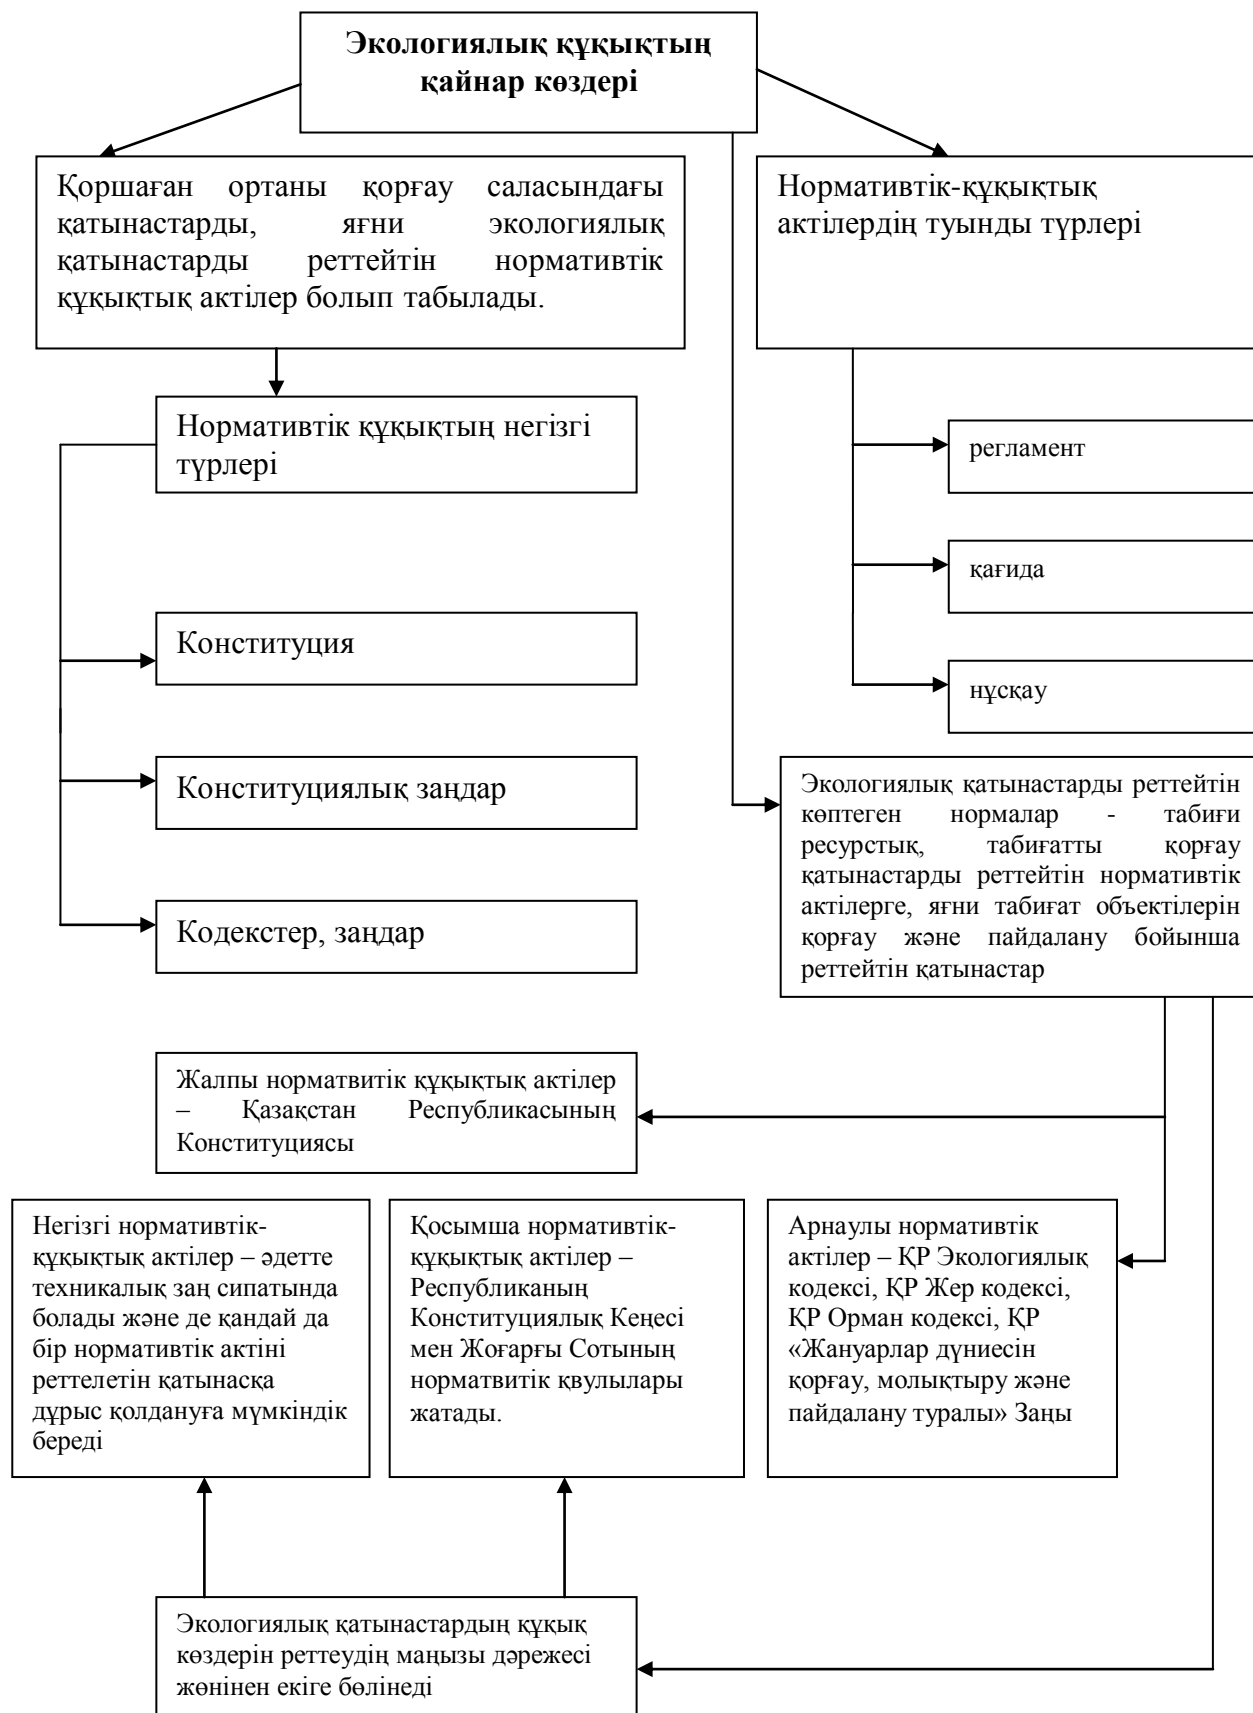 Экологиялық құқықтың
қайнар көздері
Қоршаған ортаны қорғау саласындағы
қатынастарды, яғни экологиялық
қатынастарды реттейтін нормативтік
құқықтық актілер болып табылады.
Нормативтік-құқықтық
актілердің туынды түрлері
Нормативтік құқықтың негізгі
түрлері
регламент
қағида
нұсқау
Конституция
Конституциялық заңдар
Кодекстер, заңдар
Экологиялық қатынастарды реттейтін
көптеген нормалар - табиғи
ресурстық, табиғатты қорғау
қатынастарды реттейтін нормативтік
актілерге, яғни табиғат объектілерін
қорғау және пайдалану бойынша
реттейтін қатынастар
Жалпы норматвитік құқықтық актілер
– Қазақстан Республикасының
Конституциясы
Негізгі нормативтік-
құқықтық актілер – әдетте
техникалық заң сипатында
болады және де қандай да
бір нормативтік актіні
реттелетін қатынасқа
дұрыс қолдануға мүмкіндік
береді
Қосымша нормативтік-
құқықтық актілер –
Республиканың
Конституциялық Кеңесі
мен Жоғарғы Сотының
норматвитік қвулылары
жатады.
Арнаулы нормативтік
актілер – ҚР Экологиялық
кодексі, ҚР Жер кодексі,
ҚР Орман кодексі, ҚР
«Жануарлар дүниесін
қорғау, молықтыру және
пайдалану туралы» Заңы
Экологиялық қатынастардың құқық
көздерін реттеудің маңызы дәрежесі
жөнінен екіге бөлінеді